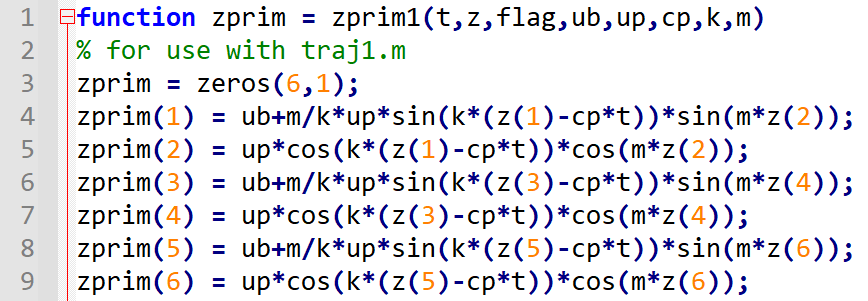 1 function zprim = zprim1(t,z,flag,ub,up,cp,k,m)
2 % for use with traj1.m
3 zprim = zeros(6,1);
4 zprim(1) = ub+m/k*up*sin(k*(z(1)-cp*t))*sin(m*z(2));
5 zprim(2) = up*cos(k*(z(1)-cp*t))*cos(m*z(2));
6 zprim(3) = ub+m/k*up*sin(k*(z(3)-cp*t))*sin(m*z(4));
7 zprim(4) = up*cos(k*(z(3)-cp*t))*cos(m*z(4));
8 zprim(5) = ub+m/k*up*sin(k*(z(5)-cp*t))*sin(m*z(6));
9 zprim(6) = up*cos(k*(z(5)-cp*t))*cos(m*z(6));